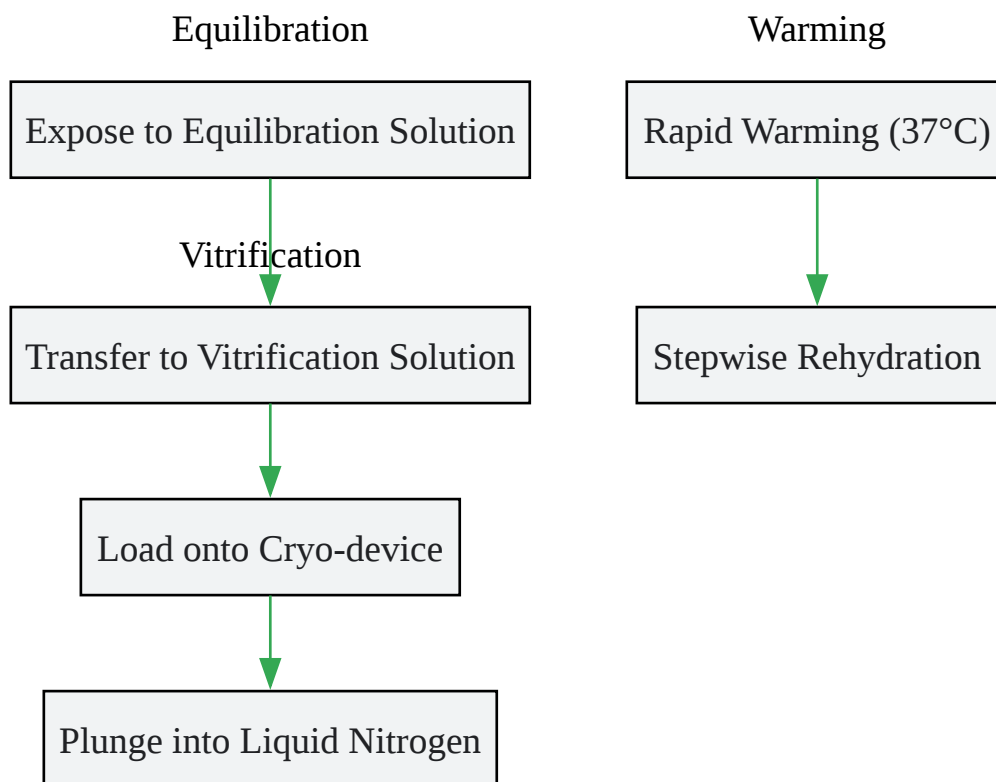 Equilibration
Expose to Equilibration Solution
Vitrification
Transfer to Vitrification Solution
Load onto Cryo-device
Plunge into Liquid Nitrogen
Warming
Rapid Warming (37°C)
Stepwise Rehydration